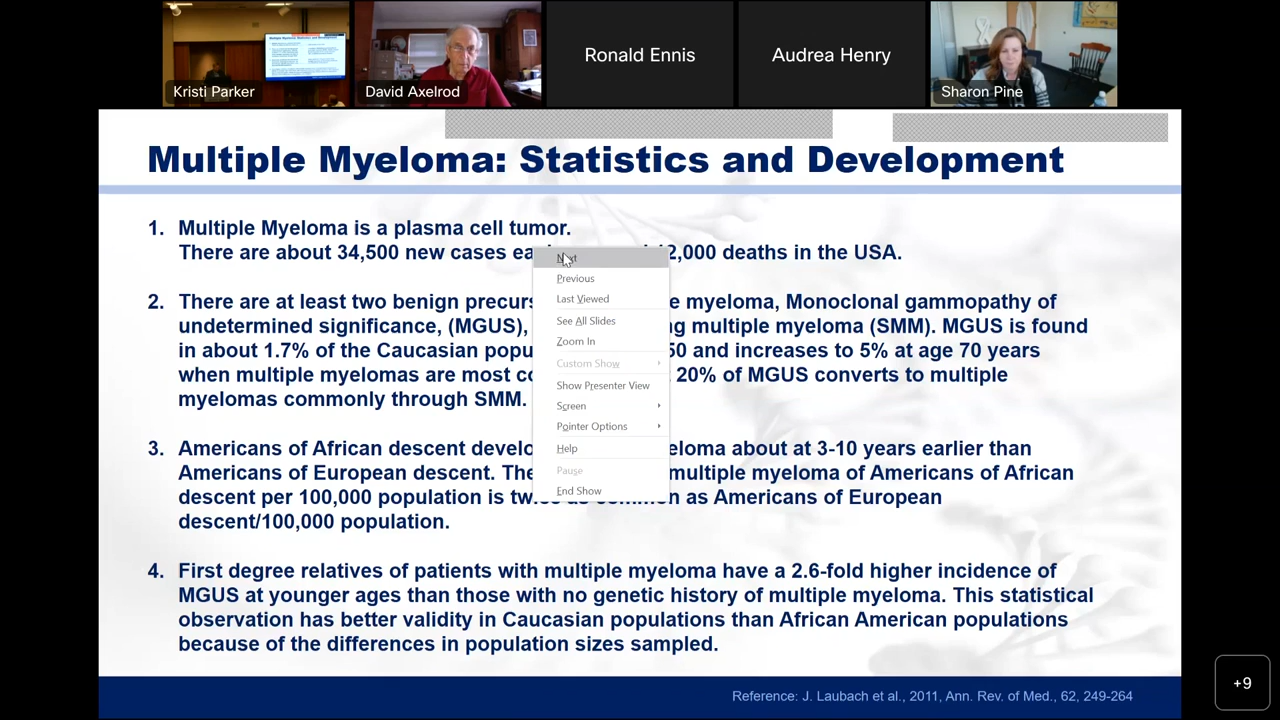 Ronald Ennis
Audrea Henry
Kristi Parker
David Axelrod
Sharon Pine
Multiple Myeloma: Statistics and Development
1. Multiple Myeloma is a plasma cell tumor.
There are about 34,500 new cases 2,000 deaths in the USA.
2. There are at least two benign myeloma, Monoclonal gammopathy of
undetermined significance, (MGUS), multiple myeloma (SMM). MGUS is found
in about 1.7% of the Caucasian 50 and increases to 5% at age 70 years
when multiple myelomas are most 20% of MGUS converts to multiple
myelomas commonly through SMM.
3. Americans of African descent about at 3-10 years earlier than
Americans of European descent. multiple myeloma of Americans of African
descent per 100,000 population is twice as common as Americans of European
descent/100,000 population.
4. First degree relatives of patients with multiple myeloma have a 2.6-fold higher incidence of
MGUS at younger ages than those with no genetic history of multiple myeloma. This statistical
observation has better validity in Caucasian populations than African American populations
because of the differences in population sizes sampled.
Next
Previous
Last Viewed
See All Slides
Zoom In
Custom Show
Show Presenter View
Screen
Pointer Options
Help
Pause
End Show
Reference: J. Laubach et al., 2011, Ann. Rev. of Med., 62, 249-264
+9